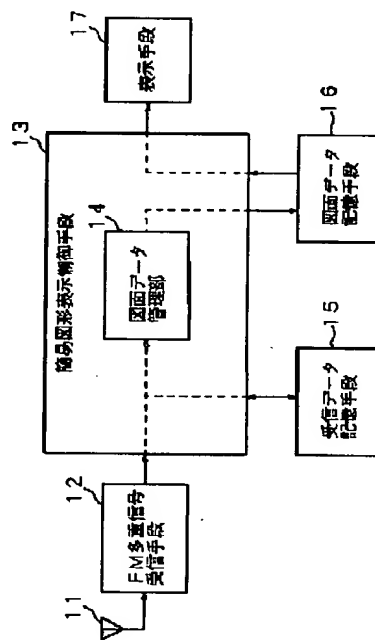 11
12
FM多重信号
受信手段
13
簡易図形表示制御手段
14
図面データ
管理部
15
受信データ
記憶手段
16
図面データ
記憶手段
17
表示手段